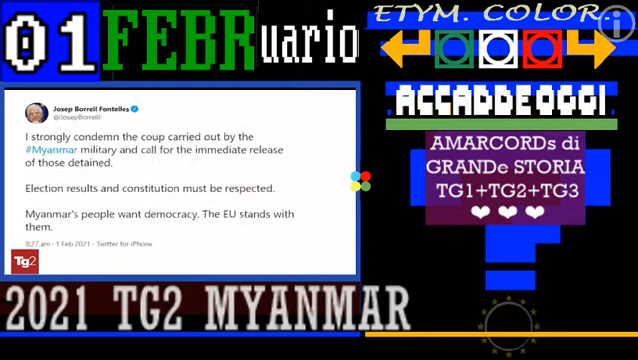 01 FEBRuario
ETYM. COLOR.
i
ACCADDEOGGI
AMARCORDs di
GRANDe STORIA
TG1+TG2+TG3
Josep Borrell Fontelles
@JosepBorrellF
I strongly condemn the coup carried out by the
#Myanmar military and call for the immediate release
of those detained.
Election results and constitution must be respected.
Myanmar's people want democracy. The EU stands with
them.
8:27 am · 1 Feb 2021 · Twitter for iPhone
Tg2
2021 TG2 MYANMAR